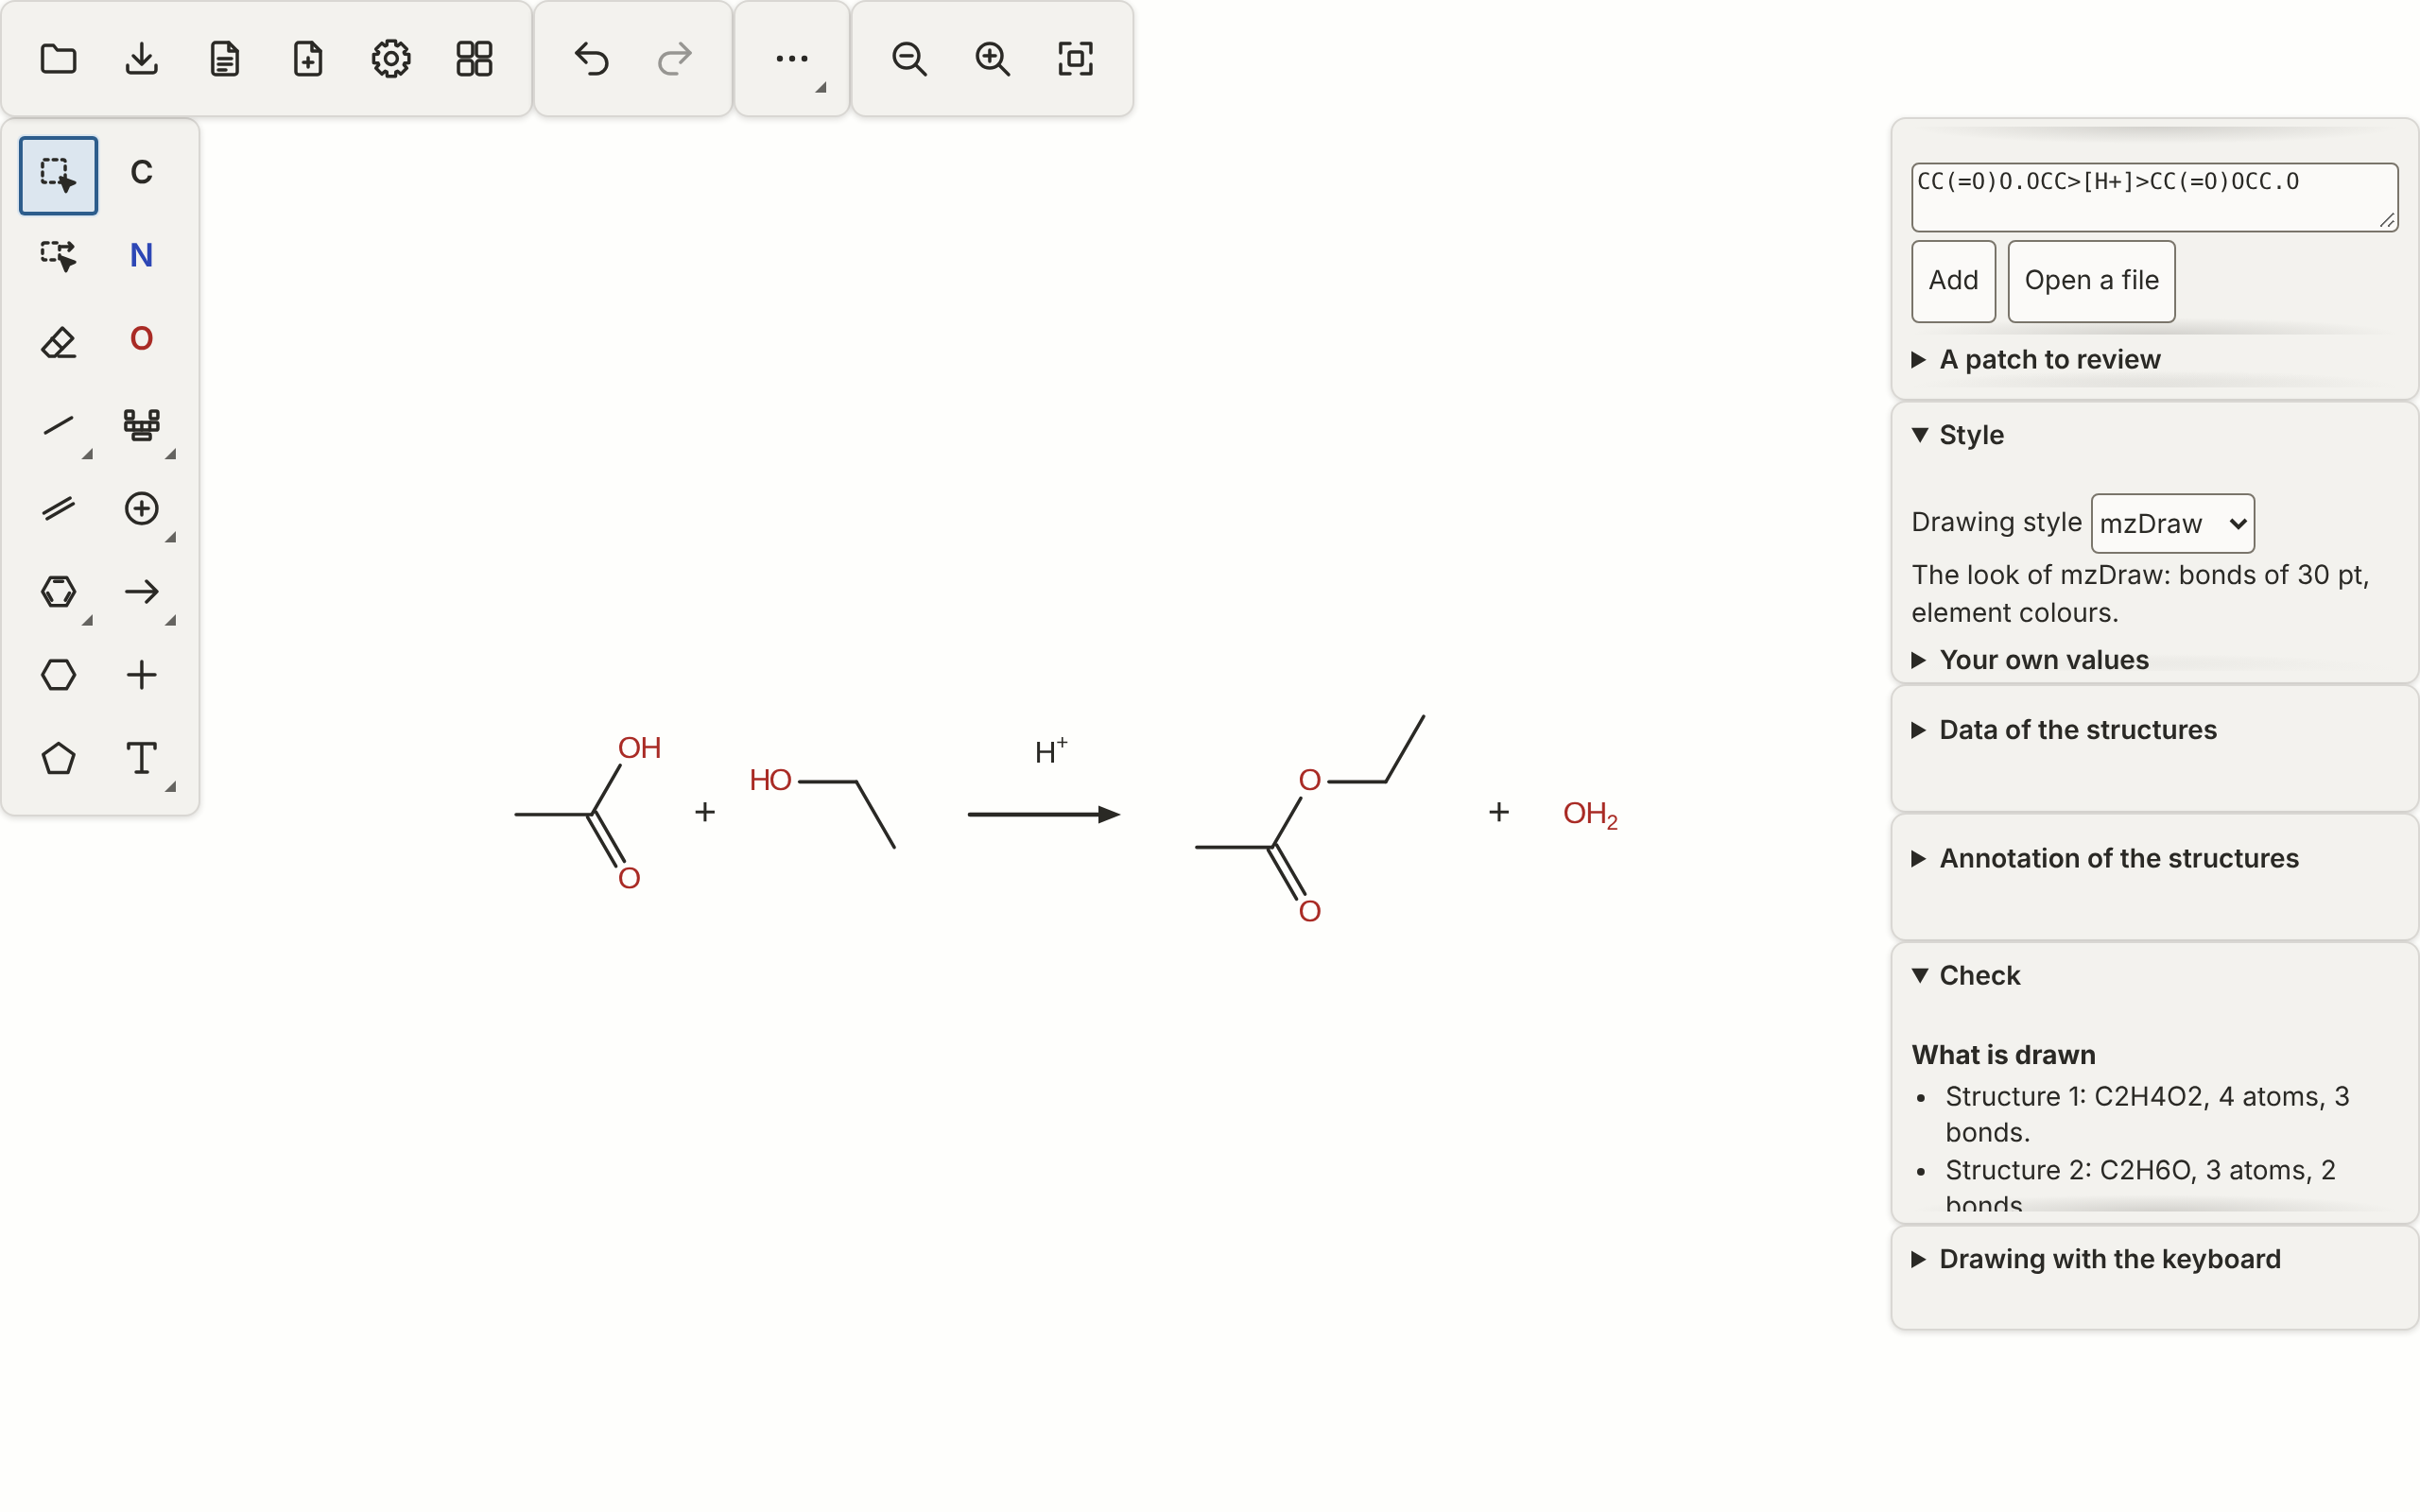 C
N
O
T
CC(=O)O.OCC>[H+]>CC(=O)OCC.O
Add Open a file
A patch to review
Style
Drawing style mzDraw
The look of mzDraw: bonds of 30 pt,
element colours.
Your own values
Data of the structures
Annotation of the structures
Check
What is drawn
• Structure 1: C2H4O2, 4 atoms, 3
bonds.
• Structure 2: C2H6O, 3 atoms, 2
bonds
Drawing with the keyboard
OH
O
+
HO
H⁺
O
O
+
OH₂